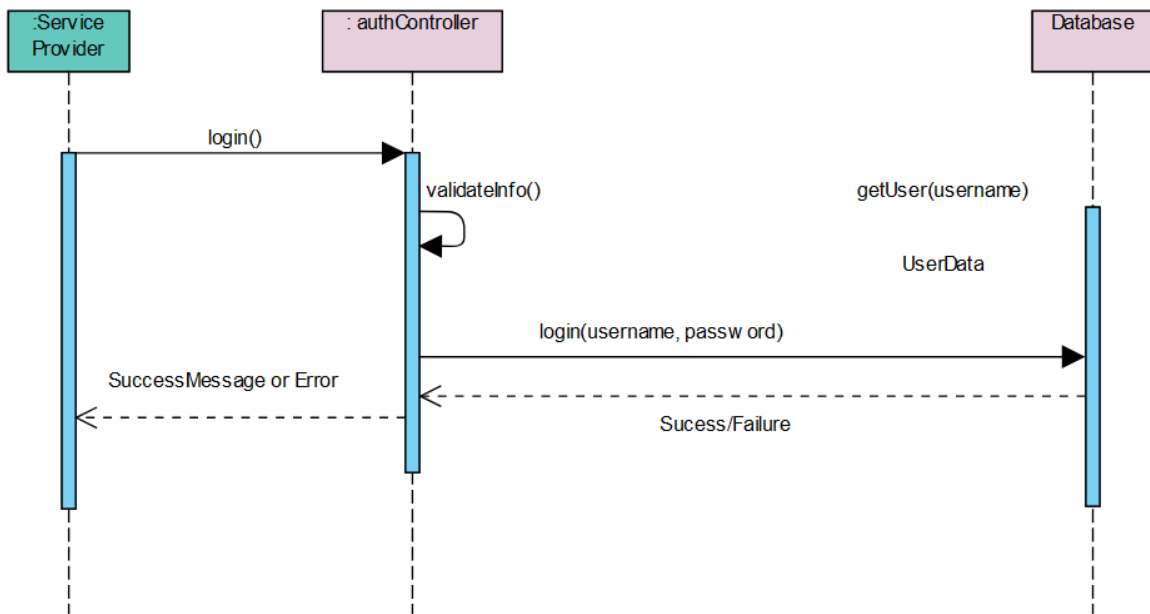 :Service
Provider
: authController
Database
login()
validateInfo()
getUser(username)
UserData
login(username, passw ord)
SuccessMessage or Error
Sucess/Failure